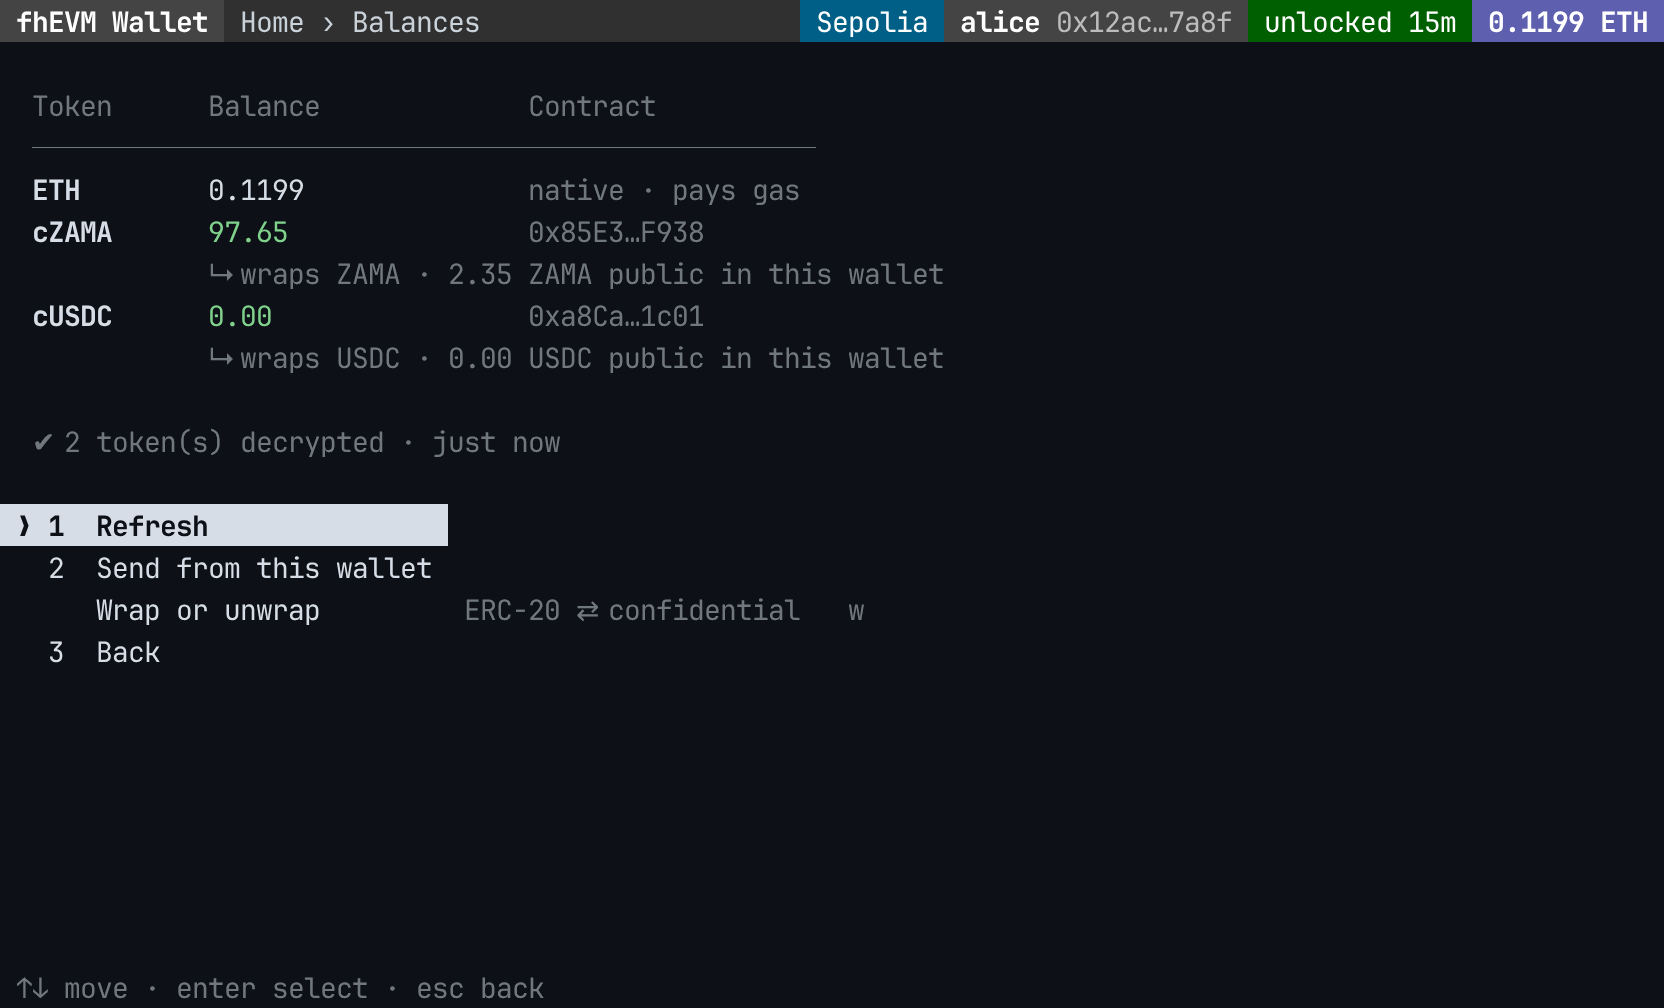 fhEVM Wallet Home › Balances Sepolia alice 0x12ac…7a8f unlocked 15m 0.1199 ETH
Token Balance Contract
ETH 0.1199 native · pays gas
cZAMA 97.65 0x85E3…F938
↳ wraps ZAMA · 2.35 ZAMA public in this wallet
cUSDC 0.00 0xa8Ca…1c01
↳ wraps USDC · 0.00 USDC public in this wallet
✔ 2 token(s) decrypted · just now
❯ 1 Refresh
2 Send from this wallet
Wrap or unwrap ERC-20 ⇄ confidential w
3 Back
↑↓ move · enter select · esc back